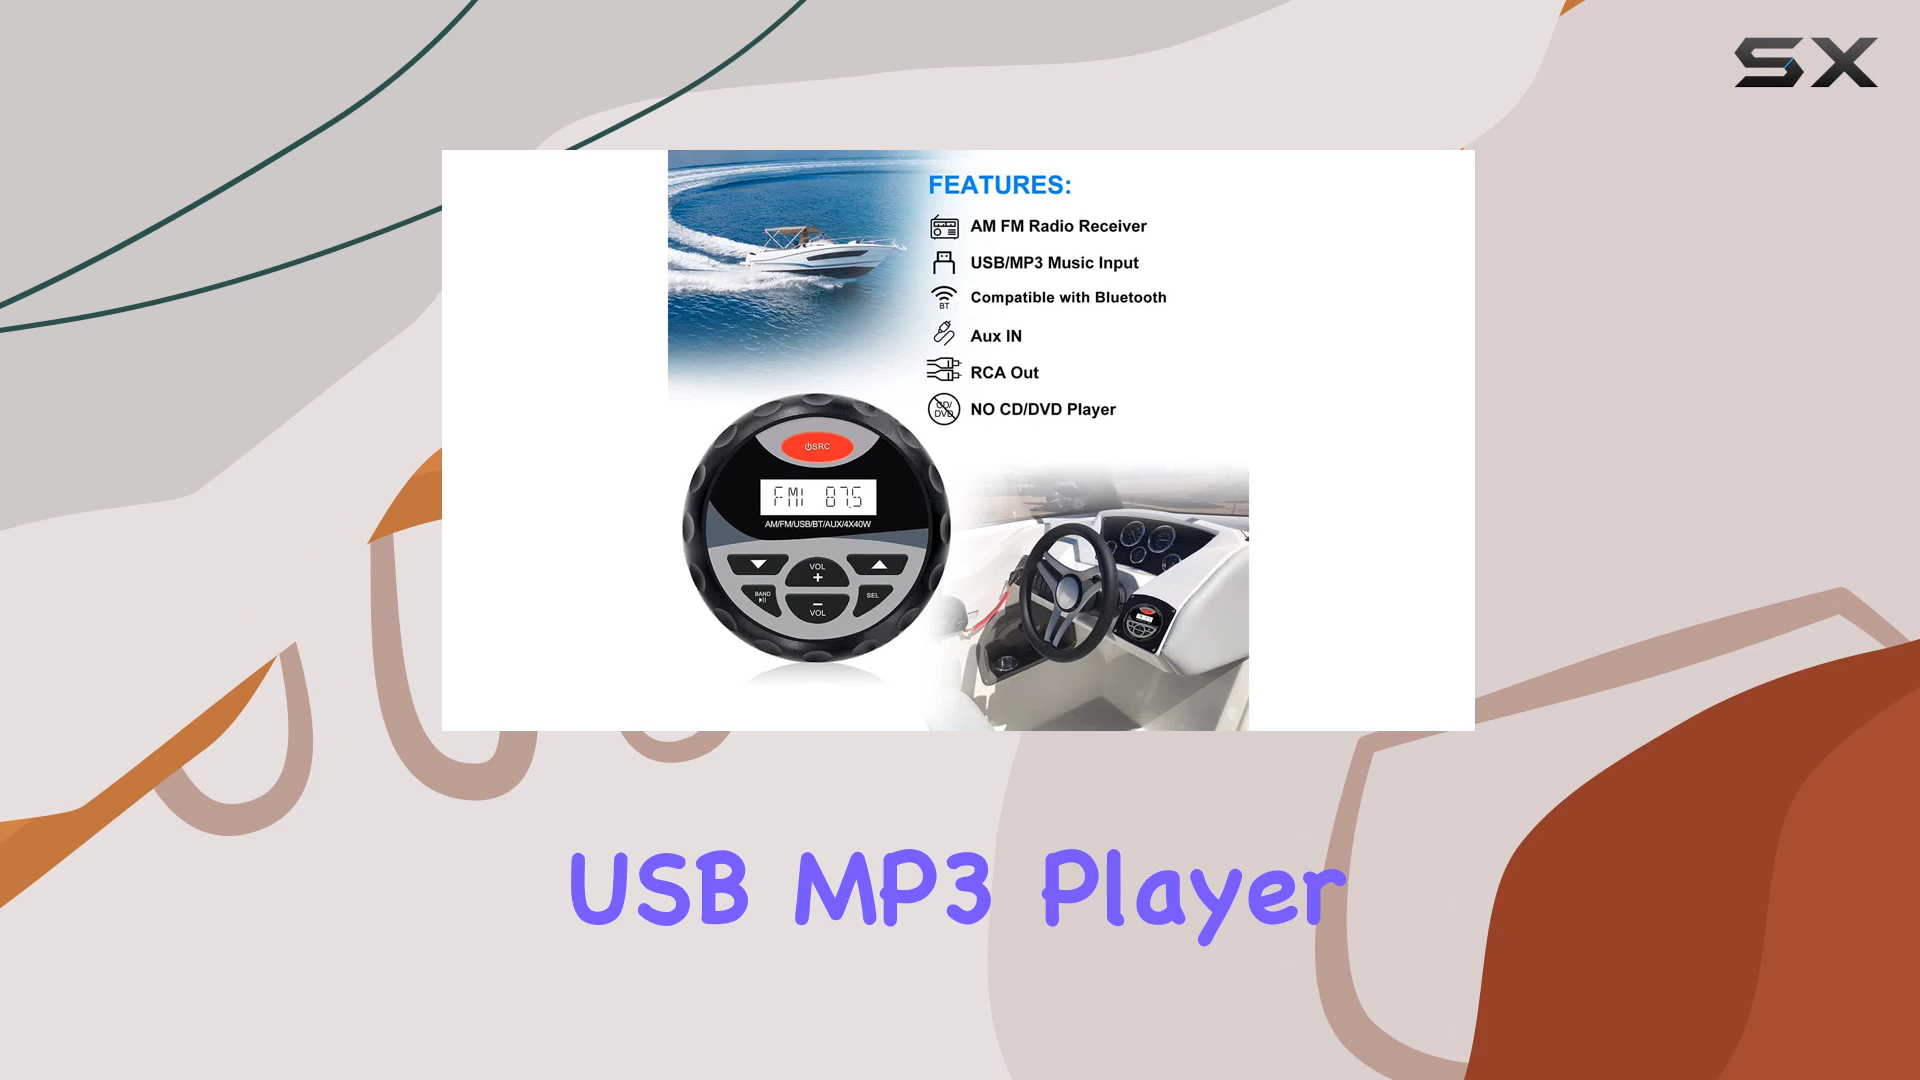 SX
FEATURES:
AM FM Radio Receiver
USB/MP3 Music Input
BT
Compatible with Bluetooth
Aux IN
RCA Out
CD/
DVD
NO CD/DVD Player
⏻SRC
FM1 87.5
AM/FM/USB/BT/AUX/4X40W
VOL
+
BAND
SEL
−
VOL
USB MP3 Player